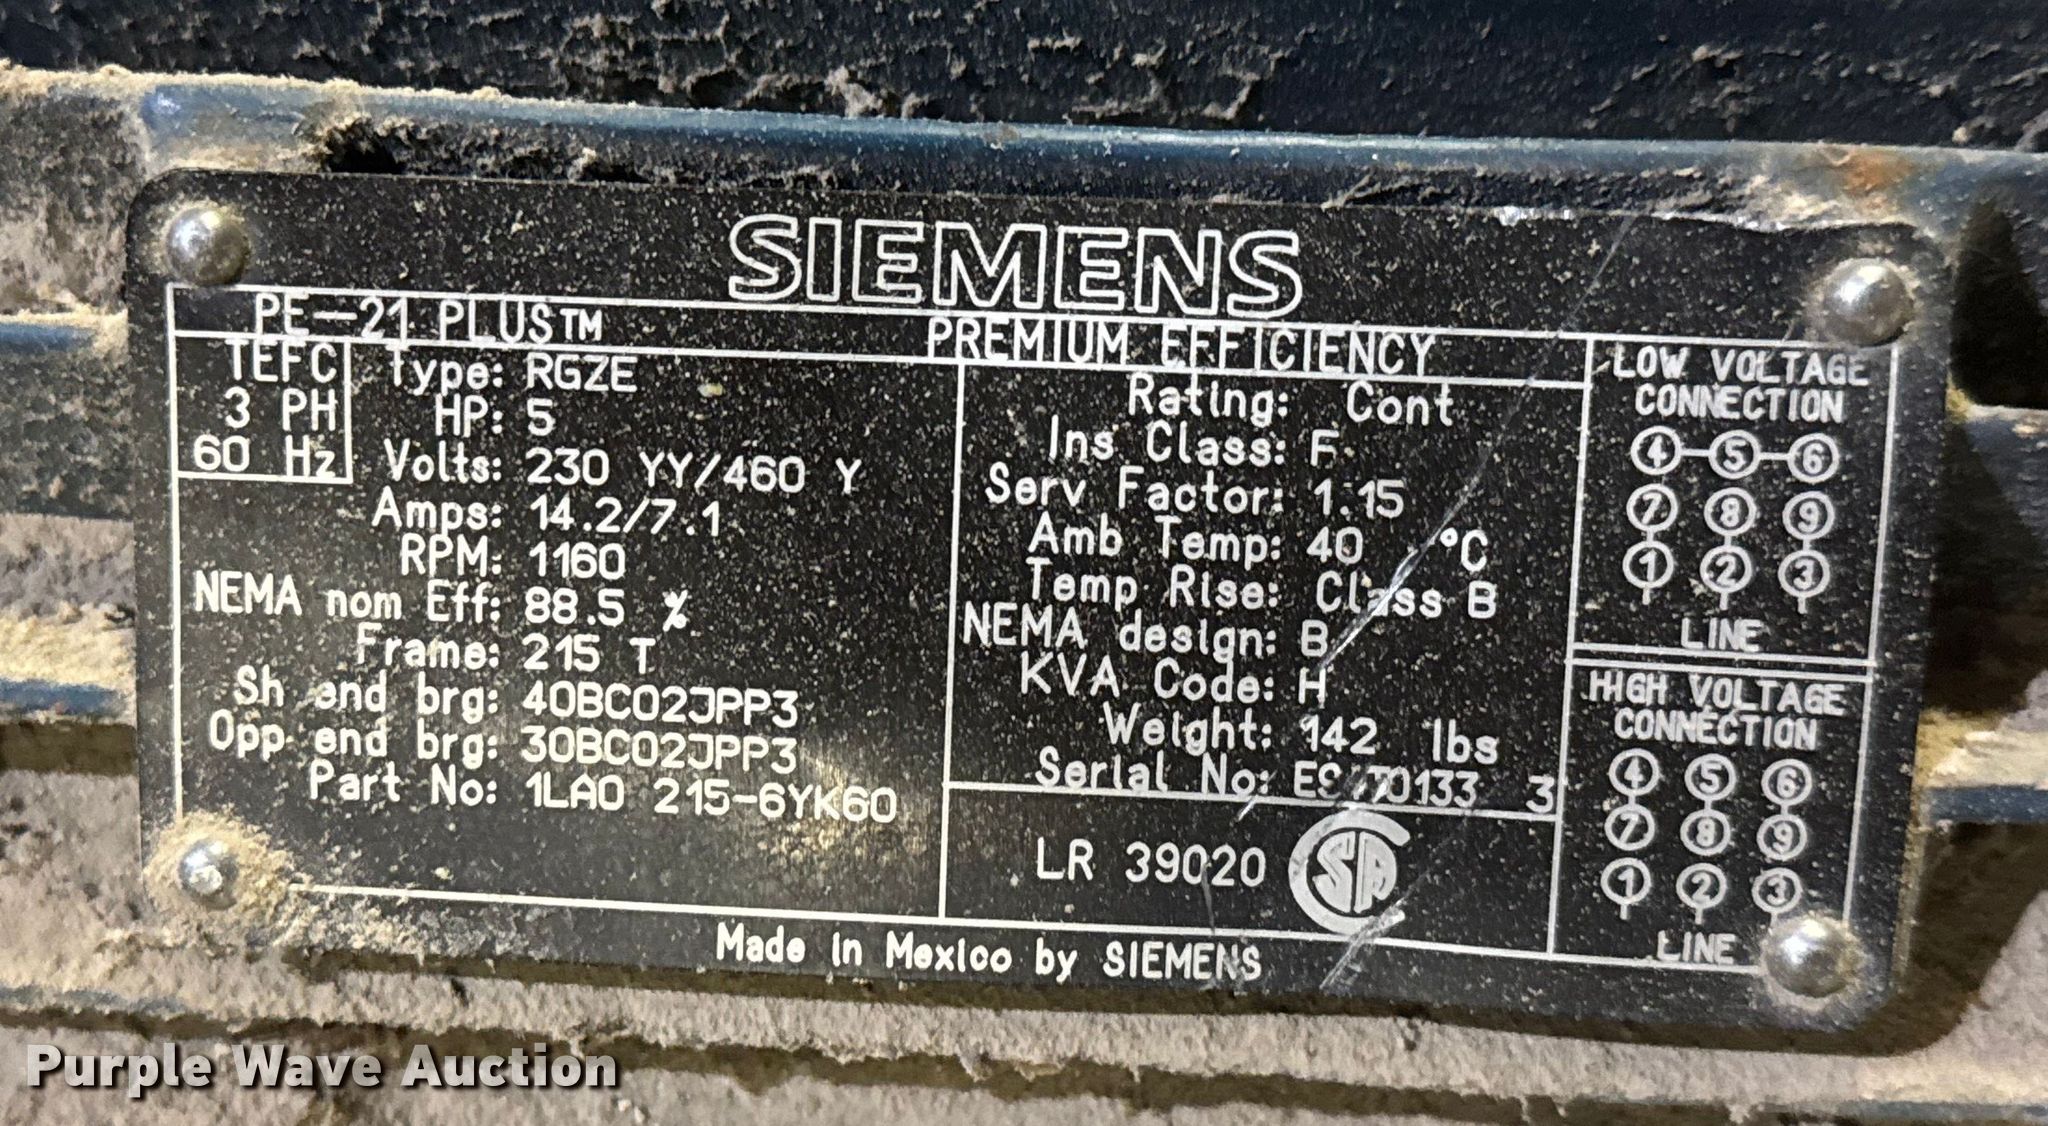 SIEMENS
PE-21 PLUS™ PREMIUM EFFICIENCY
TEFC
3 PH
60 Hz
Type: RGZE
HP: 5
Volts: 230 YY/460 Y
Amps: 14.2/7.1
RPM: 1160
NEMA nom Eff: 88.5 %
Frame: 215 T
Sh end brg: 40BC02JPP3
Opp end brg: 30BC02JPP3
Part No: 1LA0 215-6YK60
Rating: Cont
Ins Class: F
Serv Factor: 1.15
Amb Temp: 40 °C
Temp Rise: Class B
NEMA design: B
KVA Code: H
Weight: 142 lbs
Serial No: 3
LR 39020
SA
LOW VOLTAGE
CONNECTION
4-5-6
7 8 9
1 2 3
LINE
HIGH VOLTAGE
CONNECTION
4 5 6
7 8 9
1 2 3
LINE
Made in Mexico by SIEMENS
Purple Wave Auction